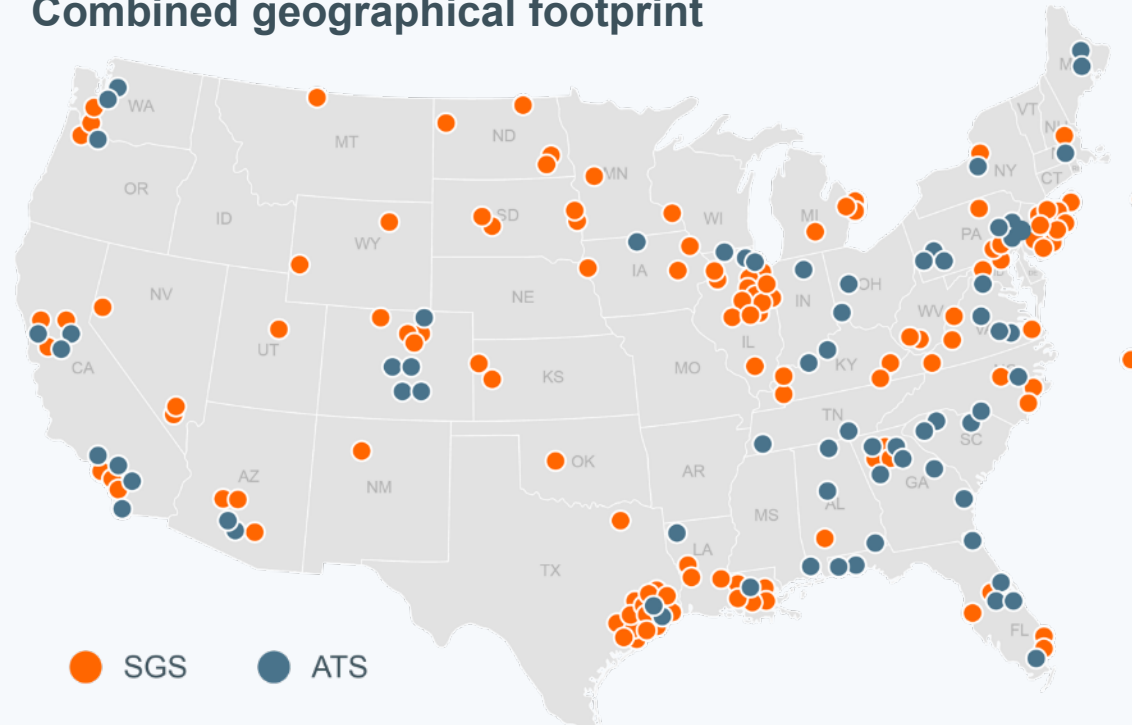 Combined geographical footprint
WA
MT
ND
MN
OR
ID
WY
SD
WI
MI
VT
NY
CT
PA
NV
UT
CA
NE
IA
IL
IN
OH
WV
KY
KS
MO
TN
AZ
NM
OK
AR
MS
AL
GA
SC
TX
LA
FL
SGS
ATS